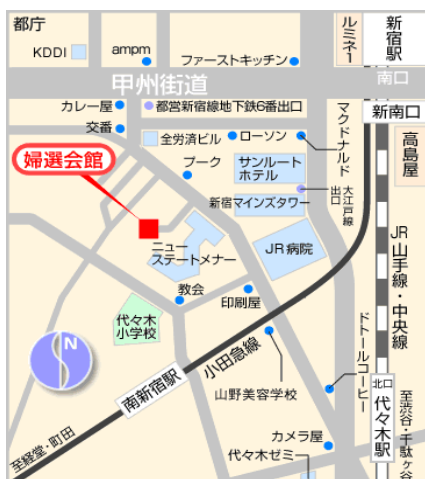 都庁
KDDI
ampm
ファーストキッチン
ルミネ1
新宿駅
甲州街道
南口
カレー屋
都営新宿線地下鉄6番出口
マクドナルド
新南口
交番
全労済ビル
ローソン
高島屋
婦選会館
プーク
サンルート
ホテル
大江戸線
出口
新宿マインズタワー
ニュー
ステートメナー
JR病院
JR山手線・中央線
教会
印刷屋
代々木
小学校
N
小田急線
ドトールコーヒー
南新宿駅
山野美容学校
北口
代々木駅
至渋谷・千駄ヶ谷
カメラ屋
至経堂・町田
代々木ゼミ